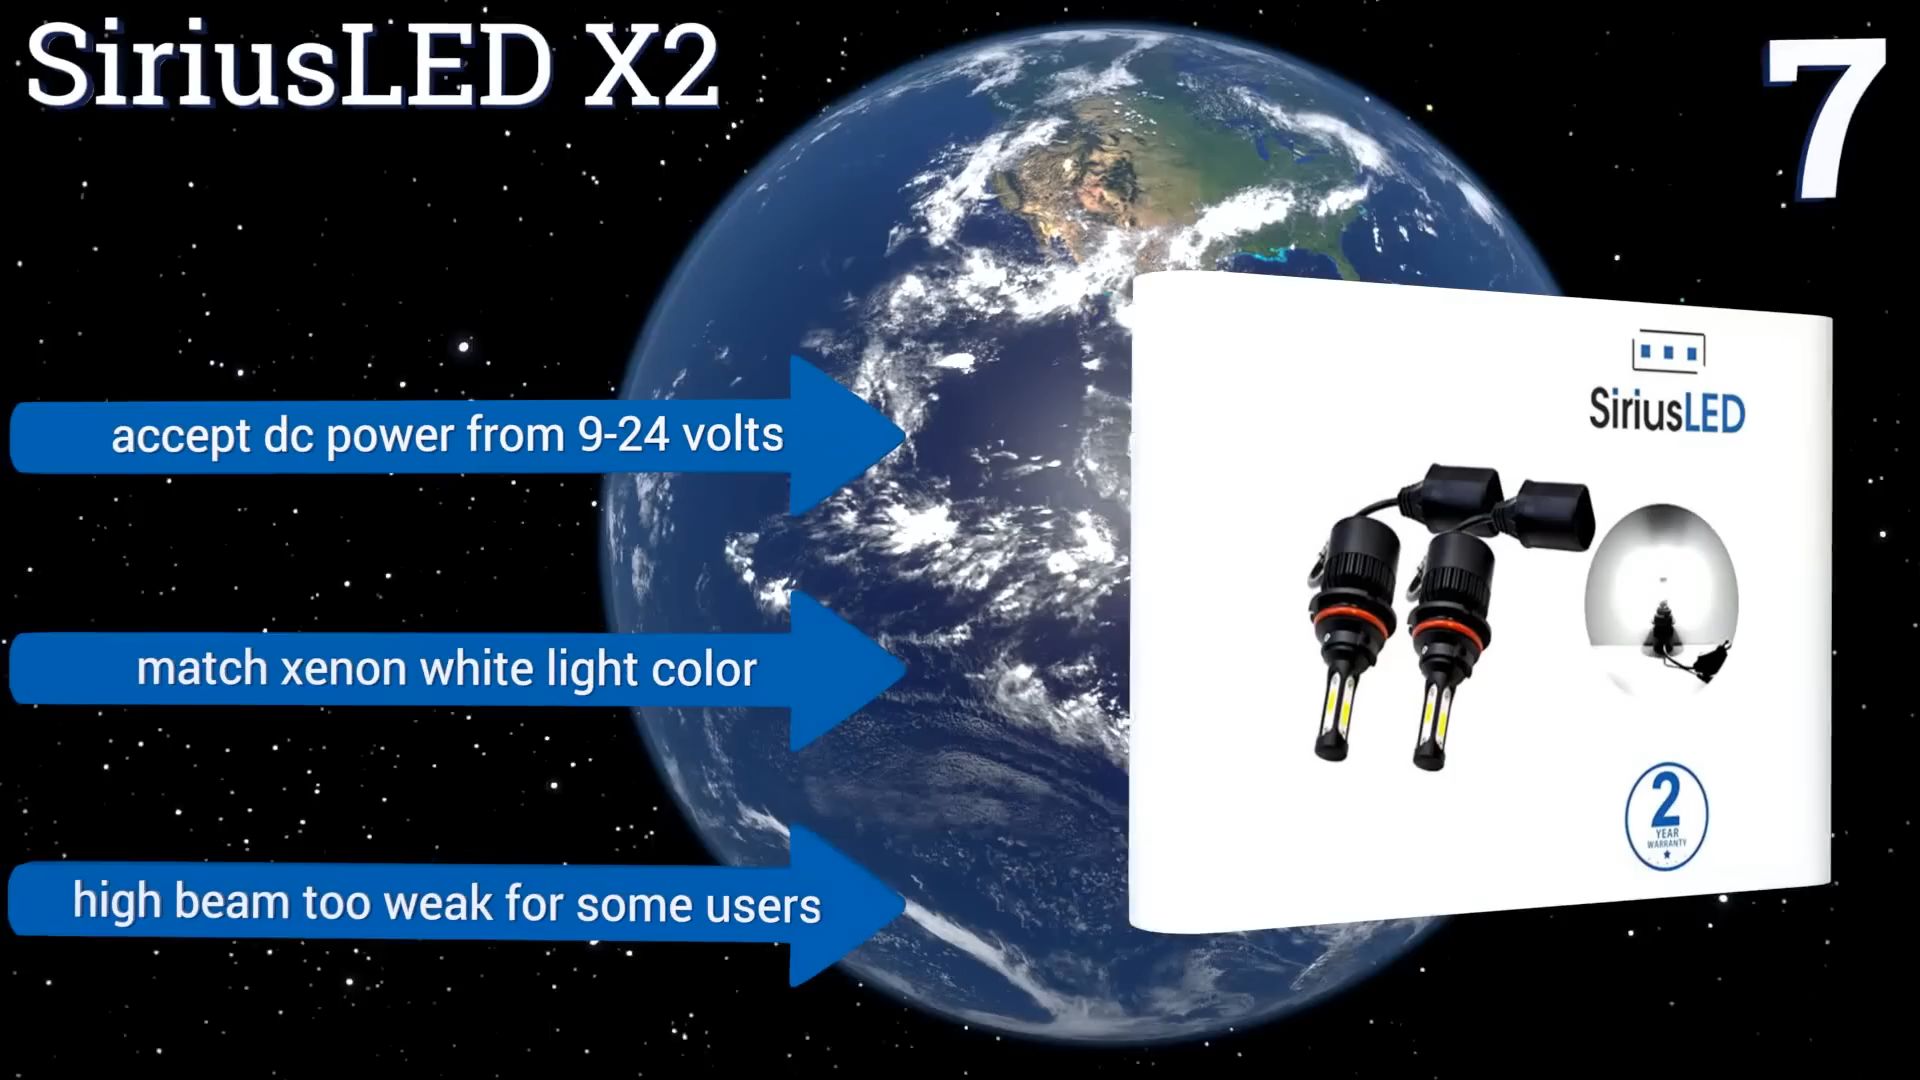 SiriusLED X2
7
accept dc power from 9-24 volts
match xenon white light color
high beam too weak for some users
SiriusLED
2
YEAR
WARRANTY